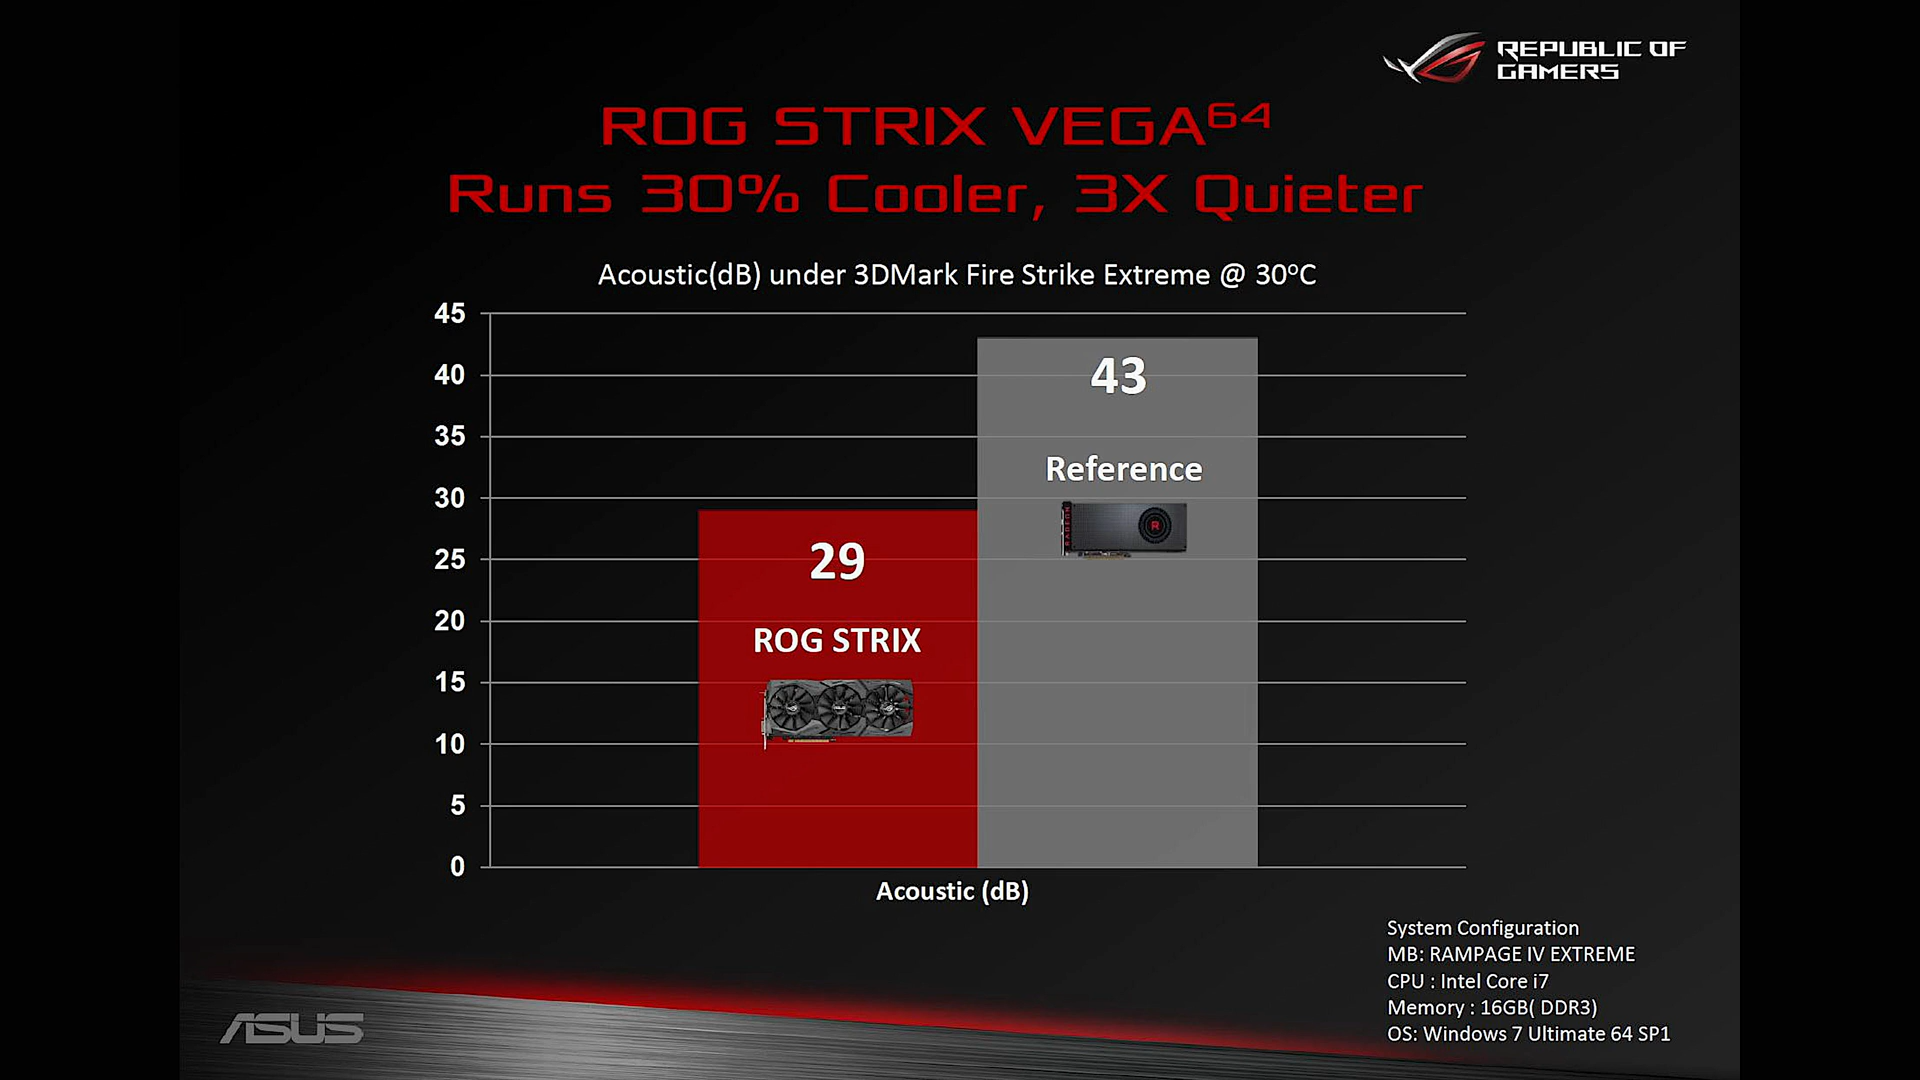 REPUBLIC OF
GAMERS
ROG STRIX VEGA⁶⁴
Runs 30% Cooler, 3X Quieter
Acoustic(dB) under 3DMark Fire Strike Extreme @ 30ºC
45
40
35
30
25
20
15
10
5
0
43
Reference
RADEON
R
29
ROG STRIX
Acoustic (dB)
System Configuration
MB: RAMPAGE IV EXTREME
CPU : Intel Core i7
Memory : 16GB( DDR3)
OS: Windows 7 Ultimate 64 SP1
ASUS